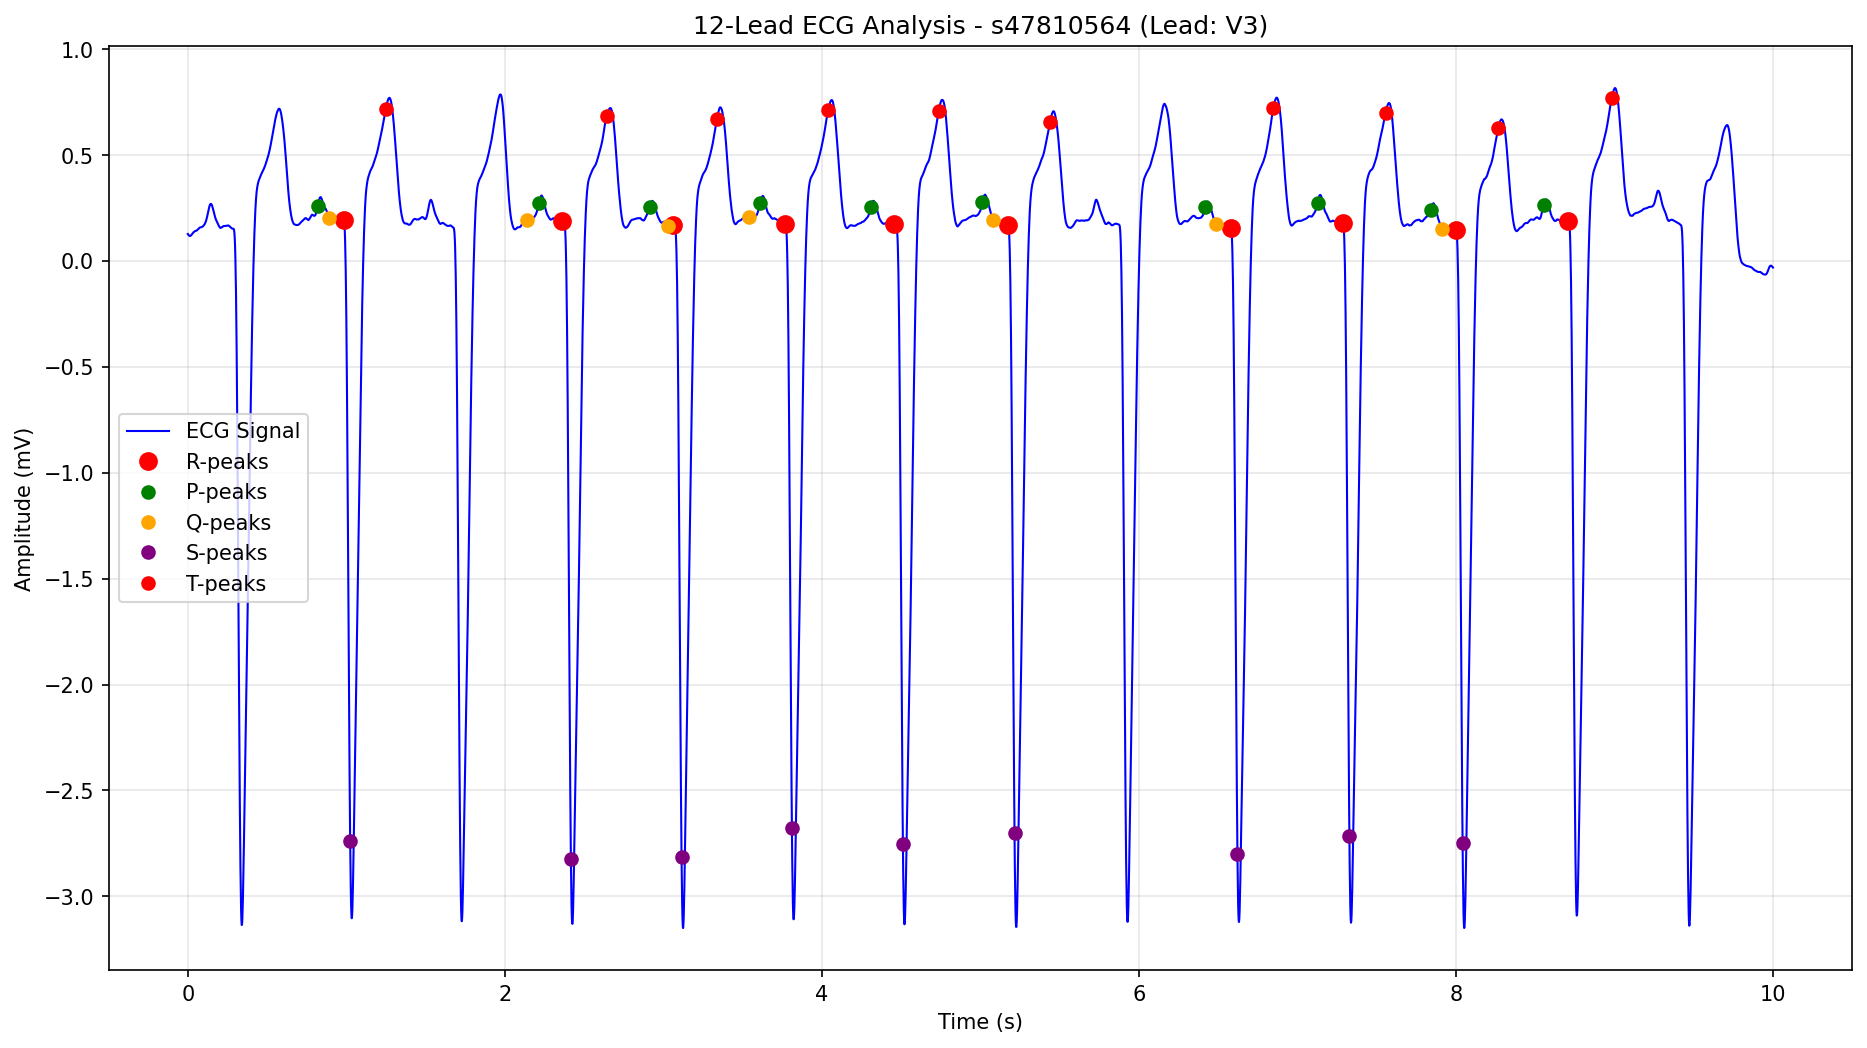 12-Lead ECG Analysis - s47810564 (Lead: V3)
Amplitude (mV)
1.0
0.5
0.0
−0.5
−1.0
−1.5
−2.0
−2.5
−3.0
ECG Signal
R-peaks
P-peaks
Q-peaks
S-peaks
T-peaks
0
2
4
6
8
10
Time (s)